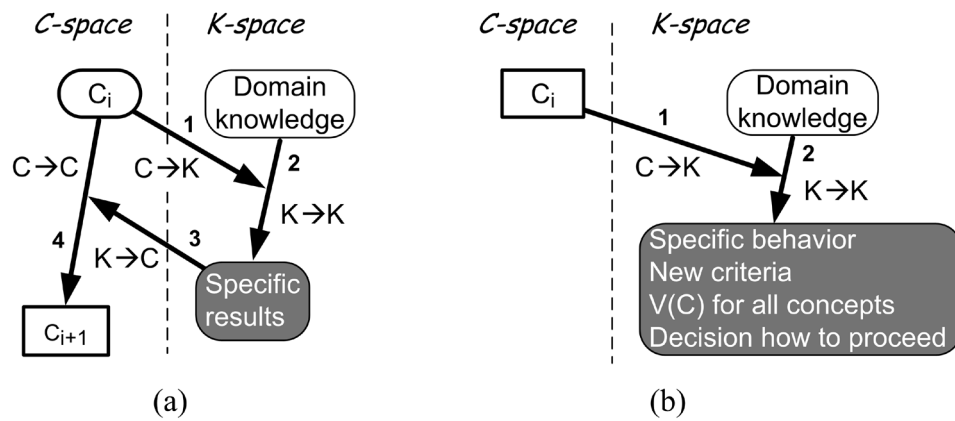 (a)
C-space
K-space
Ci
Domain
knowledge
1
2
C→C
C→K
K→K
4
3
K→C
Specific
results
Ci+1
(b)
C-space
K-space
Ci
Domain
knowledge
1
2
C→K
K→K
Specific behavior
New criteria
V(C) for all concepts
Decision how to proceed
(a)
(b)